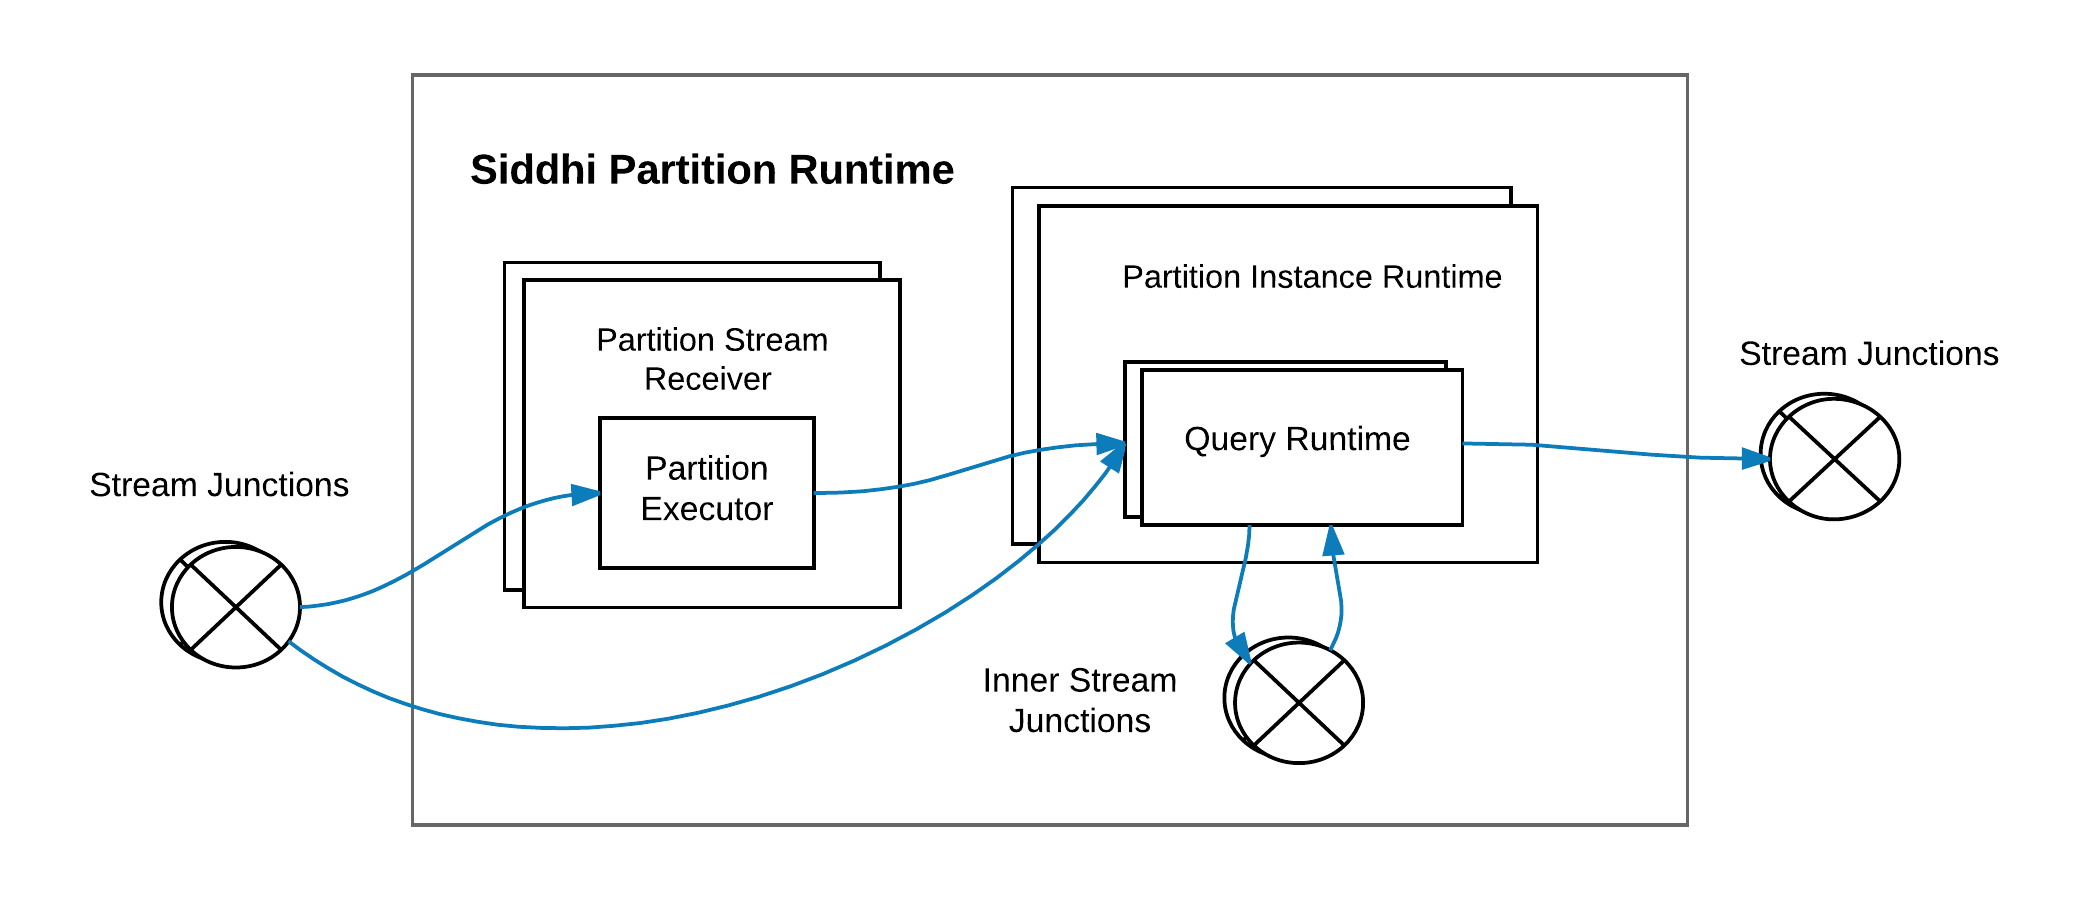 Siddhi Partition Runtime
Partition Instance Runtime
Partition Stream
Receiver
Stream Junctions
Query Runtime
Partition
Executor
Stream Junctions
Inner Stream
Junctions